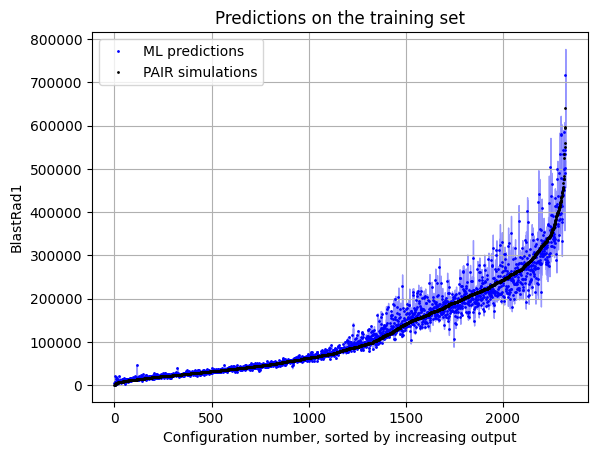 Predictions on the training set
ML predictions
PAIR simulations
800000
700000
600000
500000
400000
300000
200000
100000
0
BlastRad1
0 500 1000 1500 2000
Configuration number, sorted by increasing output